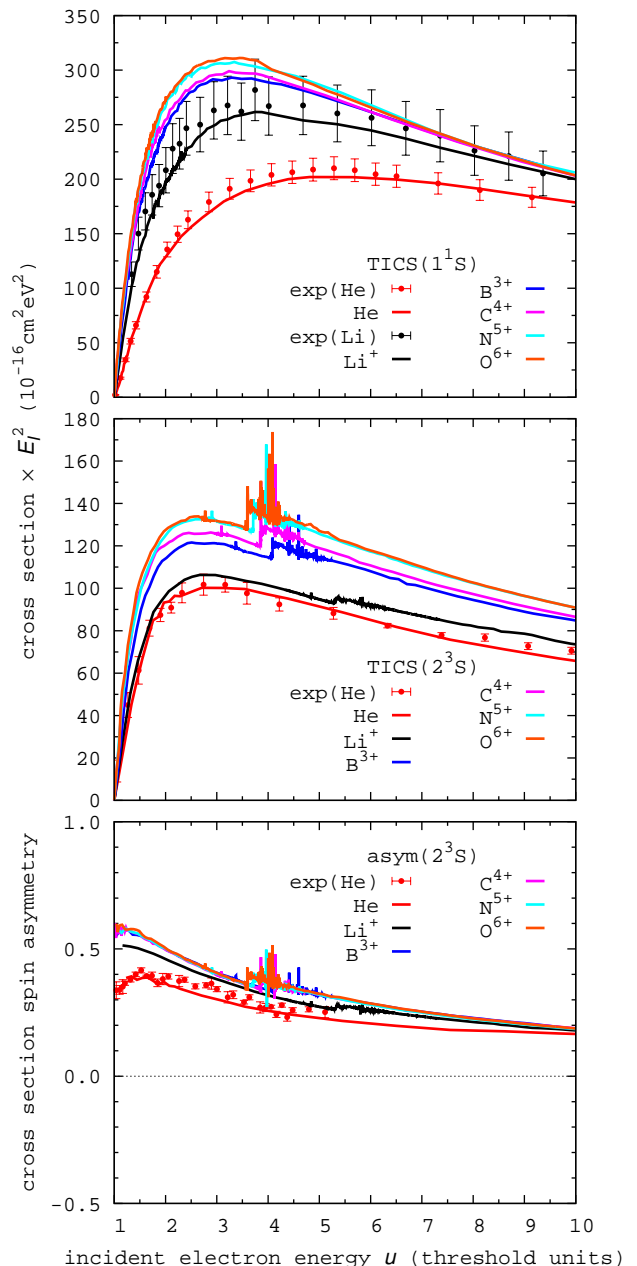 350
300
250
200
150
100
50
0
TICS(1¹S)
exp(He)
He
exp(Li)
Li⁺
B³⁺
C⁴⁺
N⁵⁺
O⁶⁺
180
160
140
120
100
80
60
40
20
0
TICS(2³S)
exp(He)
He
Li⁺
B³⁺
C⁴⁺
N⁵⁺
O⁶⁺
cross section × E_I² (10⁻¹⁶cm²eV²)
1.0
0.5
0.0
-0.5
asym(2³S)
exp(He)
He
Li⁺
B³⁺
C⁴⁺
N⁵⁺
O⁶⁺
cross section spin asymmetry
1 2 3 4 5 6 7 8 9 10
incident electron energy u (threshold units)